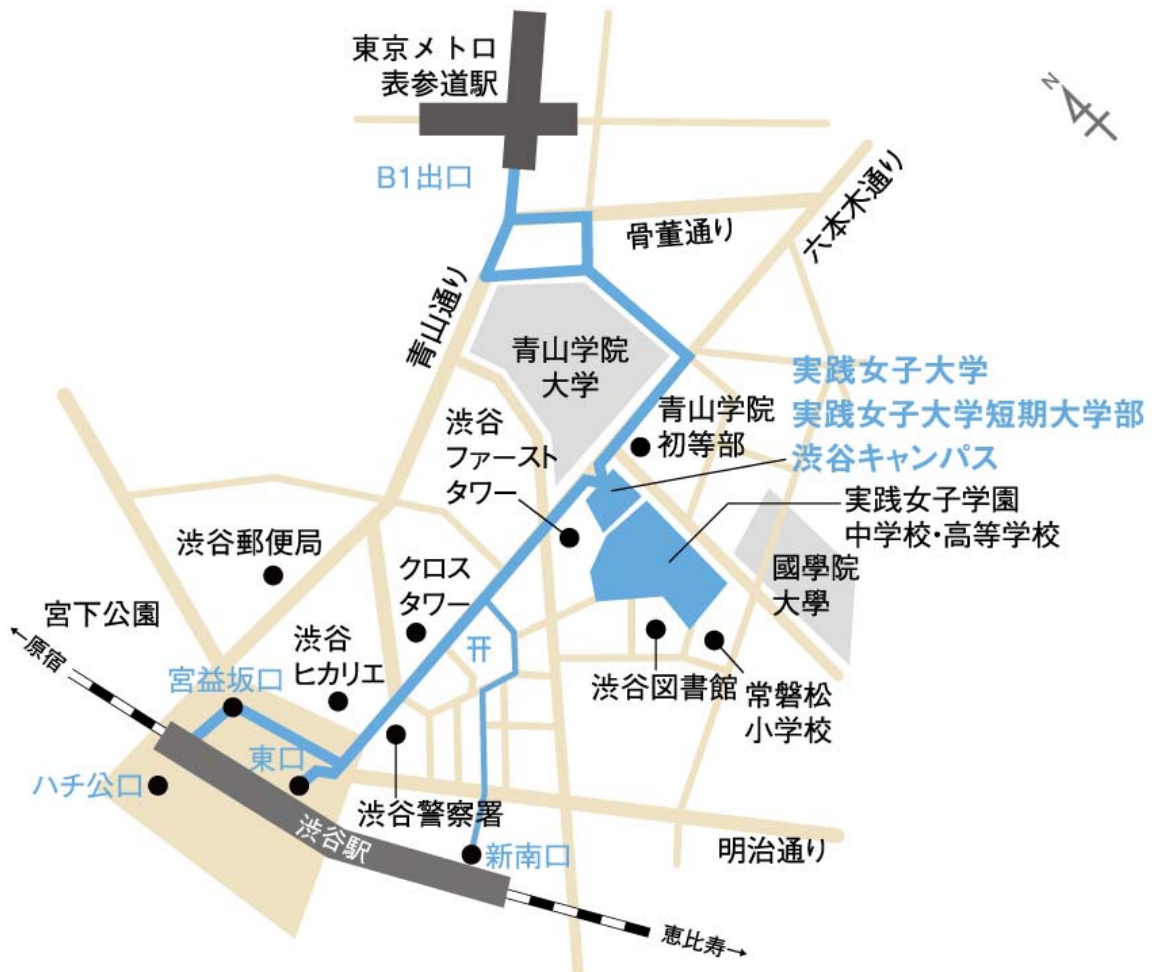 東京メトロ
表参道駅
N
B1出口
骨董通り
六本木通り
青山通り
青山学院
大学
実践女子大学
実践女子大学短期大学部
渋谷キャンパス
青山学院
初等部
渋谷
ファースト
タワー
実践女子学園
中学校・高等学校
渋谷郵便局
國學院
大學
クロス
タワー
宮下公園
←原宿
渋谷
ヒカリエ
宮益坂口
渋谷図書館
常磐松
小学校
東口
ハチ公口
渋谷警察署
渋谷駅
新南口
明治通り
恵比寿→